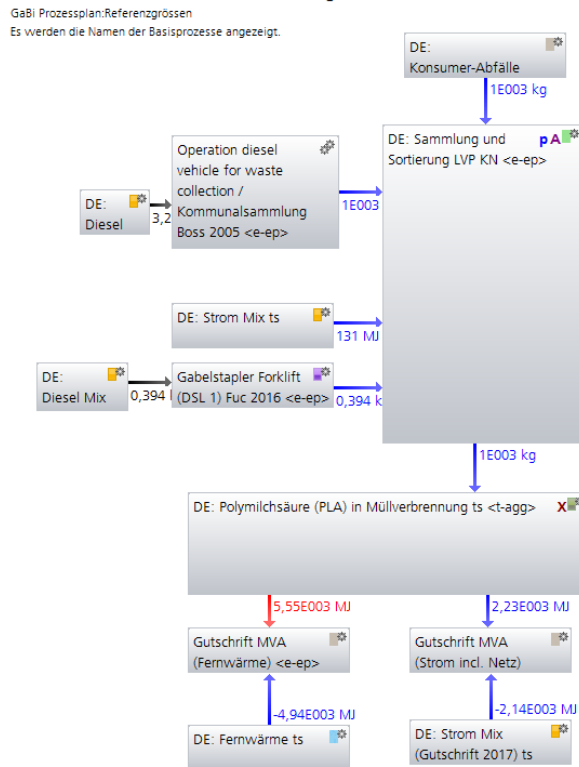 GaBi Prozessplan:Referenzgrössen
Es werden die Namen der Basisprozesse angezeigt.
DE:
Konsumer-Abfälle
1E003 kg
DE: Sammlung und
Sortierung LVP KN <e-ep>
p A
Operation diesel
vehicle for waste
collection /
Kommunalsammlung
Boss 2005 <e-ep>
DE:
Diesel
3,2
1E003
DE: Strom Mix ts
131 MJ
DE:
Diesel Mix
0,394
Gabelstapler Forklift
(DSL 1) Fuc 2016 <e-ep>
0,394 k
1E003 kg
DE: Polymilchsäure (PLA) in Müllverbrennung ts <t-agg>
X
5,55E003 MJ
2,23E003 MJ
Gutschrift MVA
(Fernwärme) <e-ep>
Gutschrift MVA
(Strom incl. Netz)
-4,94E003 MJ
-2,14E003 MJ
DE: Fernwärme ts
DE: Strom Mix
(Gutschrift 2017) ts